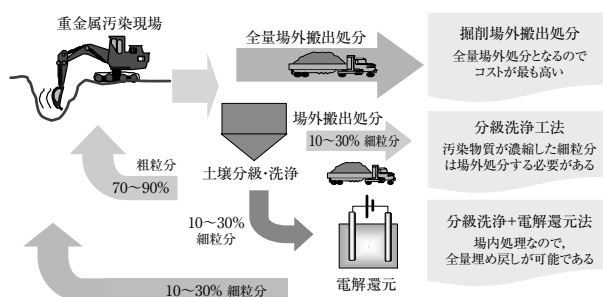 重金属汚染現場
全量場外搬出処分
掘削場外搬出処分
全量場外処分となるので
コストが最も高い
場外搬出処分
10〜30% 細粒分
土壌分級・洗浄
分級洗浄工法
汚染物質が濃縮した細粒分
は場外処分する必要がある
粗粒分
70〜90%
10〜30%
細粒分
電解還元
分級洗浄+電解還元法
場内処理なので,
全量埋め戻しが可能である
10〜30% 細粒分